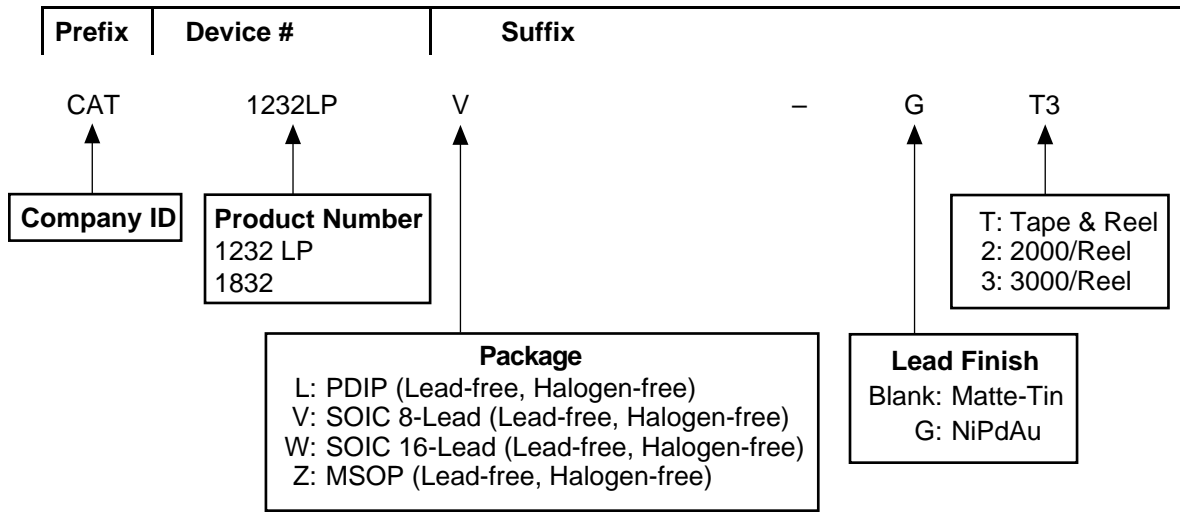 Prefix Device # Suffix
CAT 1232LP V – G T3
Company ID
Product Number
1232 LP
1832
T: Tape & Reel
2: 2000/Reel
3: 3000/Reel
Package
L: PDIP (Lead-free, Halogen-free)
V: SOIC 8-Lead (Lead-free, Halogen-free)
W: SOIC 16-Lead (Lead-free, Halogen-free)
Z: MSOP (Lead-free, Halogen-free)
Lead Finish
Blank: Matte-Tin
G: NiPdAu